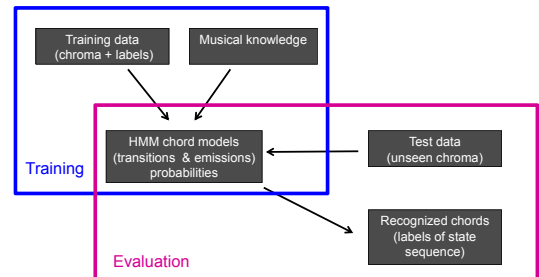 Training data
(chroma + labels)
Musical knowledge
HMM chord models
(transitions & emissions)
probabilities
Test data
(unseen chroma)
Training
Recognized chords
(labels of state
sequence)
Evaluation